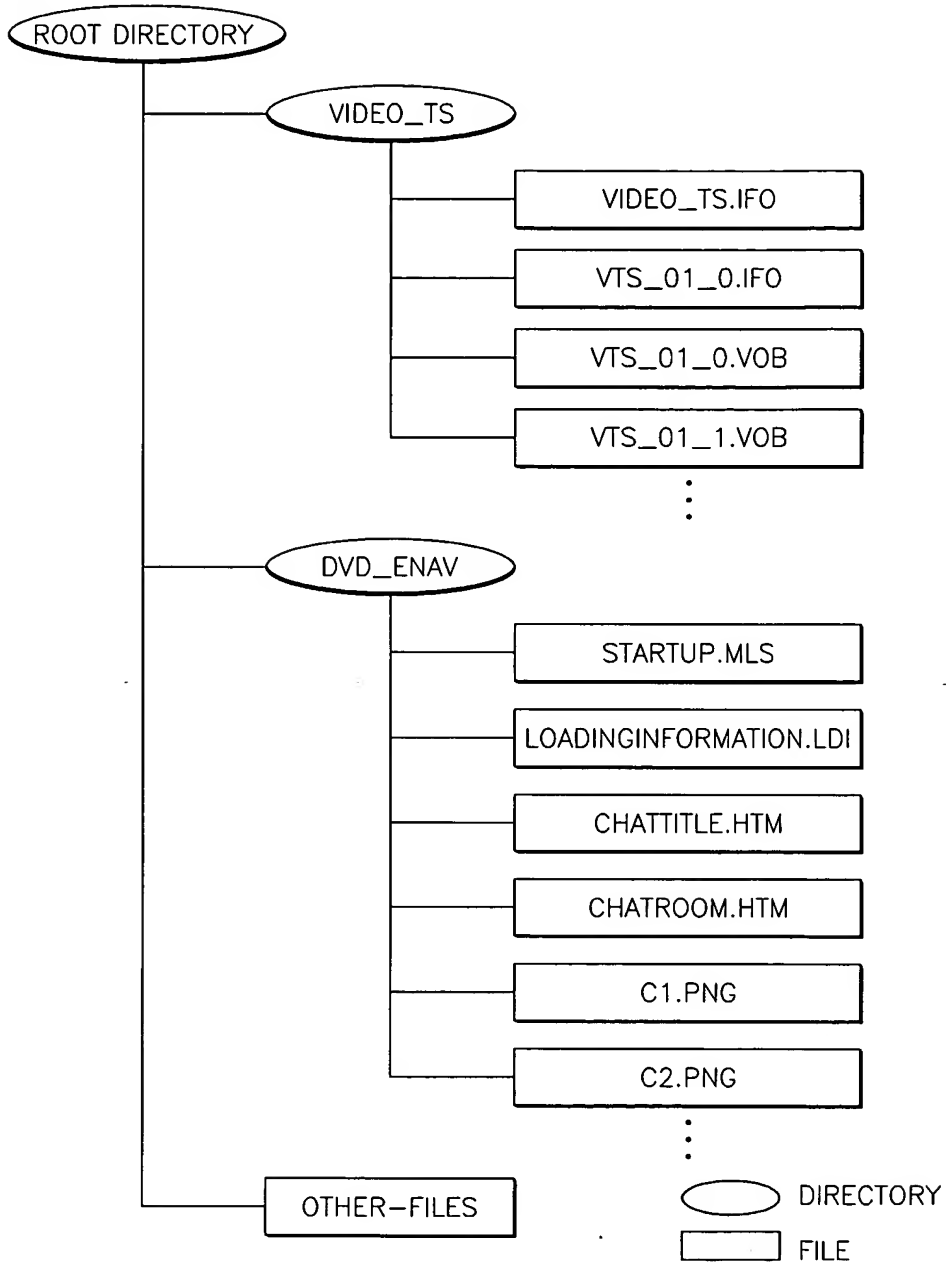 ROOT DIRECTORY
VIDEO_TS
VIDEO_TS.IFO
VTS_01_0.IFO
VTS_01_0.VOB
VTS_01_1.VOB
DVD_ENAV
STARTUP.MLS
LOADINGINFORMATION.LDI
CHATTITLE.HTM
CHATROOM.HTM
C1.PNG
C2.PNG
OTHER-FILES
DIRECTORY
FILE